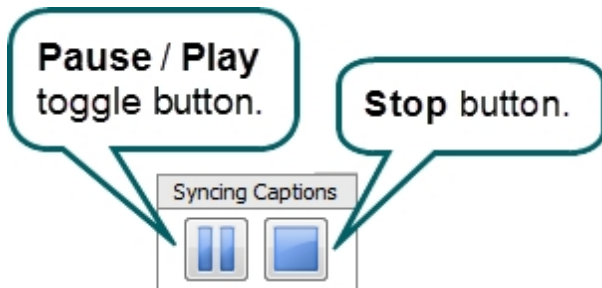 Pause / Play
toggle button.
Stop button.
Syncing Captions